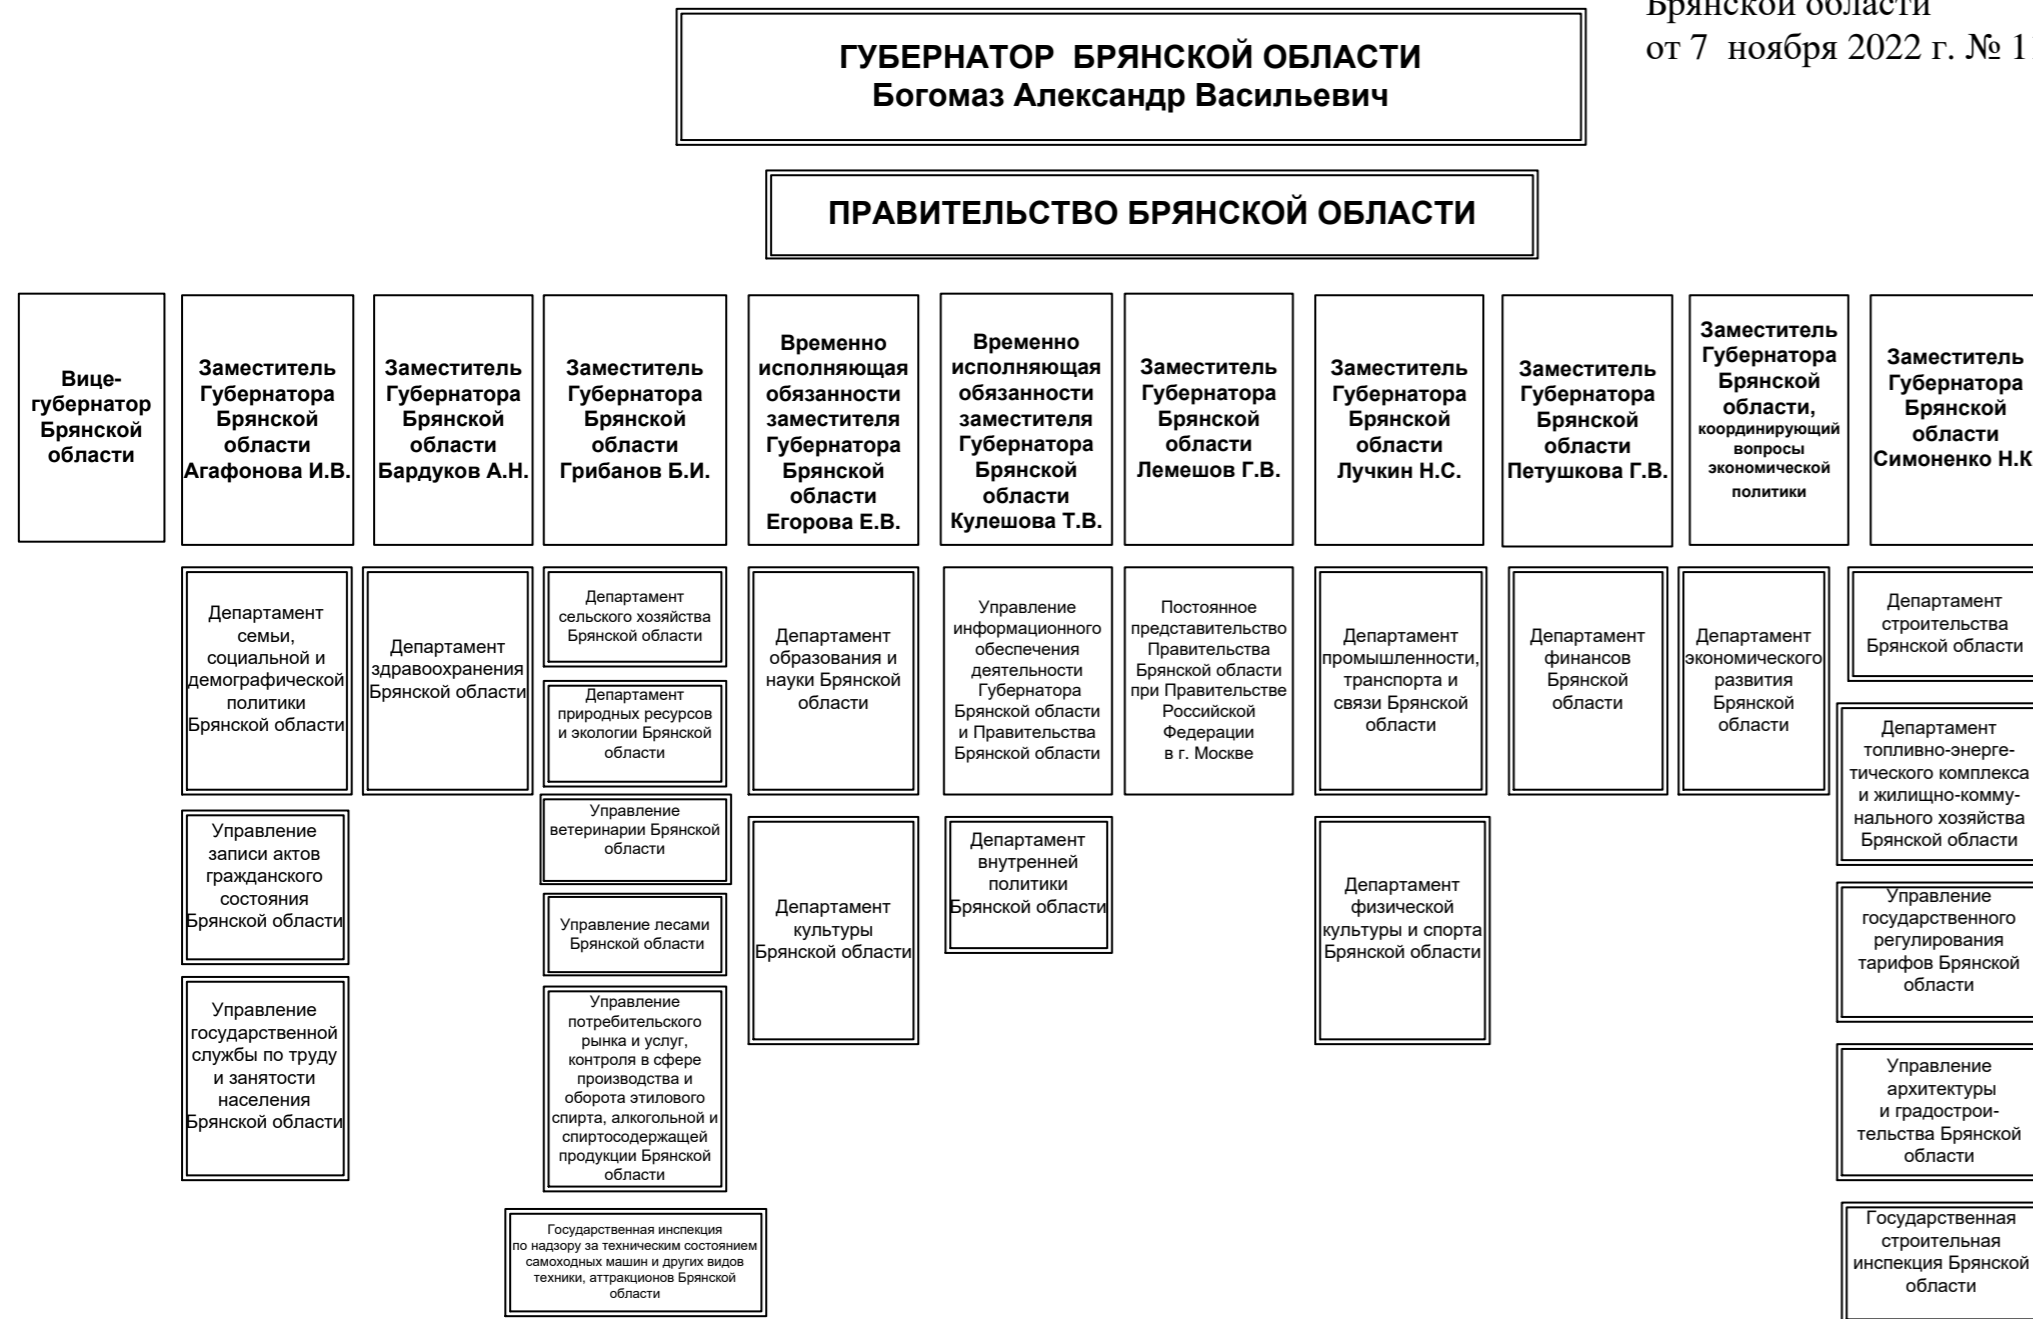 Брянской области
от 7 ноября 2022 г. №
ГУБЕРНАТОР БРЯНСКОЙ ОБЛАСТИ
Богомаз Александр Васильевич
ПРАВИТЕЛЬСТВО БРЯНСКОЙ ОБЛАСТИ
Вице-
губернатор
Брянской
области
Заместитель
Губернатора
Брянской
области
Агафонова И.В.
Заместитель
Губернатора
Брянской
области
Бардуков А.Н.
Заместитель
Губернатора
Брянской
области
Грибанов Б.И.
Временно
исполняющая
обязанности
заместителя
Губернатора
Брянской
области
Егорова Е.В.
Временно
исполняющая
обязанности
заместителя
Губернатора
Брянской
области
Кулешова Т.В.
Заместитель
Губернатора
Брянской
области
Лемешов Г.В.
Заместитель
Губернатора
Брянской
области
Лучкин Н.С.
Заместитель
Губернатора
Брянской
области
Петушкова Г.В.
Заместитель
Губернатора
Брянской
области,
координирующий
вопросы
экономической
политики
Заместитель
Губернатора
Брянской
области
Симоненко Н.К
Департамент
семьи,
социальной и
демографической
политики
Брянской области
Управление
записи актов
гражданского
состояния
Брянской области
Управление
государственной
службы по труду
и занятости
населения
Брянской области
Департамент
здравоохранения
Брянской области
Департамент
сельского хозяйства
Брянской области
Департамент
природных ресурсов
и экологии Брянской
области
Управление
ветеринарии Брянской
области
Управление лесами
Брянской области
Управление
потребительского
рынка и услуг,
контроля в сфере
производства и
оборота этилового
спирта, алкогольной и
спиртосодержащей
продукции Брянской
области
Государственная инспекция
по надзору за техническим состоянием
самоходных машин и других видов
техники, аттракционов Брянской
области
Департамент
образования и
науки Брянской
области
Департамент
культуры
Брянской области
Управление
информационного
обеспечения
деятельности
Губернатора
Брянской области
и Правительства
Брянской области
Департамент
внутренней
политики
Брянской области
Постоянное
представительство
Правительства
Брянской области
при Правительстве
Российской
Федерации
в г. Москве
Департамент
промышленности,
транспорта и
связи Брянской
области
Департамент
физической
культуры и спорта
Брянской области
Департамент
финансов
Брянской
области
Департамент
экономического
развития
Брянской
области
Департамент
строительства
Брянской области
Департамент
топливно-энерге-
тического комплекса
и жилищно-комму-
нального хозяйства
Брянской области
Управление
государственного
регулирования
тарифов Брянской
области
Управление
архитектуры
и градострои-
тельства Брянской
области
Государственная
строительная
инспекция Брянской
области